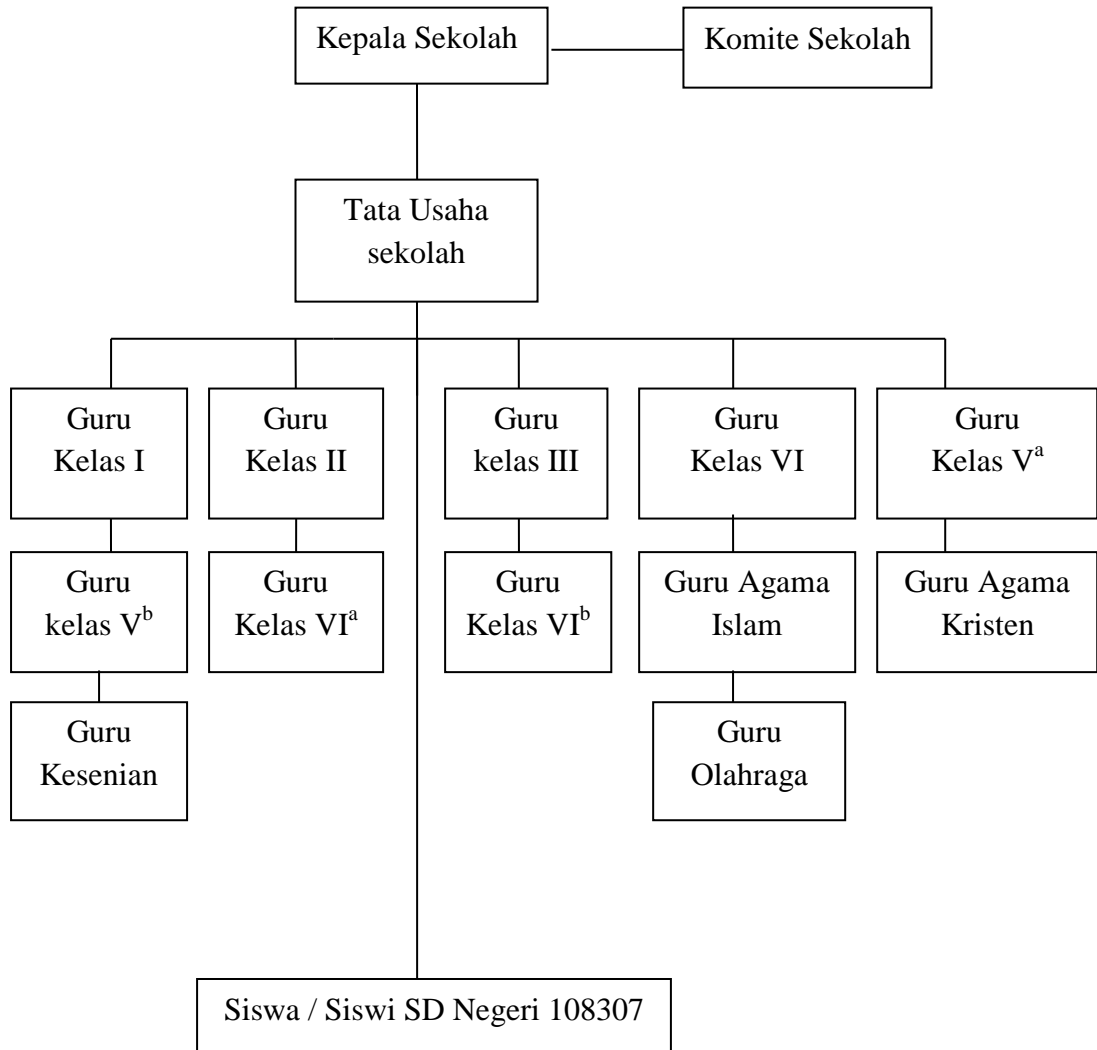 Kepala Sekolah
Komite Sekolah
Tata Usaha
sekolah
Guru
Kelas I
Guru
Kelas II
Guru
kelas III
Guru
Kelas VI
Guru
Kelas Vᵃ
Guru
kelas Vᵇ
Guru
Kelas VIᵃ
Guru
Kelas VIᵇ
Guru Agama
Islam
Guru Agama
Kristen
Guru
Kesenian
Guru
Olahraga
Siswa / Siswi SD Negeri 108307